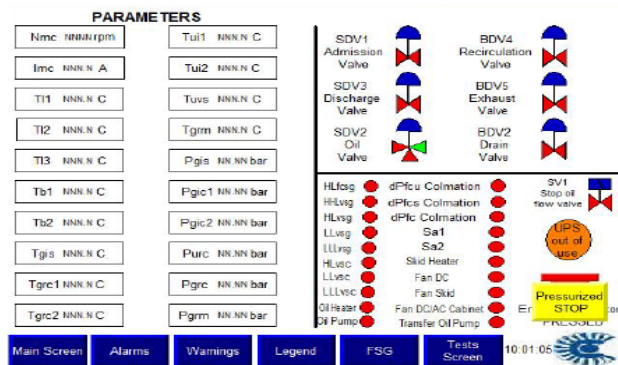 PARAMETERS
Nmc NNNN rpm
Imc NNN.N A
Tl1 NNN.N C
Tl2 NNN.N C
Tl3 NNN.N C
Tb1 NNN.N C
Tb2 NNN.N C
Tgis NNN.N C
Tgrc1 NNN.N C
Tgrc2 NNN.N C
Tui1 NNN.N C
Tui2 NNN.N C
Tuvs NNN.N C
Tgrm NNN.N C
Pgis NN.NN bar
Pgic1 NN.NN bar
Pgic2 NN.NN bar
Purc NN.NN bar
Pgrc NN.NN bar
Pgrm NN.NN bar
SDV1
Admission
Valve
BDV4
Recirculation
Valve
SDV3
Discharge
Valve
BDV5
Exhaust
Valve
SDV2
Oil
Valve
BDV2
Drain
Valve
HLfcsg
HHLvsg
HLvsg
LLvsg
LLLvsg
HLvsc
LLvsc
LLLvsc
Oil Heater
Oil Pump
dPfcu Colmation
dPfcs Colmation
dPfc Colmation
Sa1
Sa2
Skid Heater
Fan DC
Fan Skid
Fan DC/AC Cabinet
Transfer Oil Pump
SV1
Stop oil
flow valve
UPS
out of
use
Pressurized
STOP
PRESSED
Main Screen
Alarms
Warnings
Legend
FSG
Tests
Screen
10:01:05